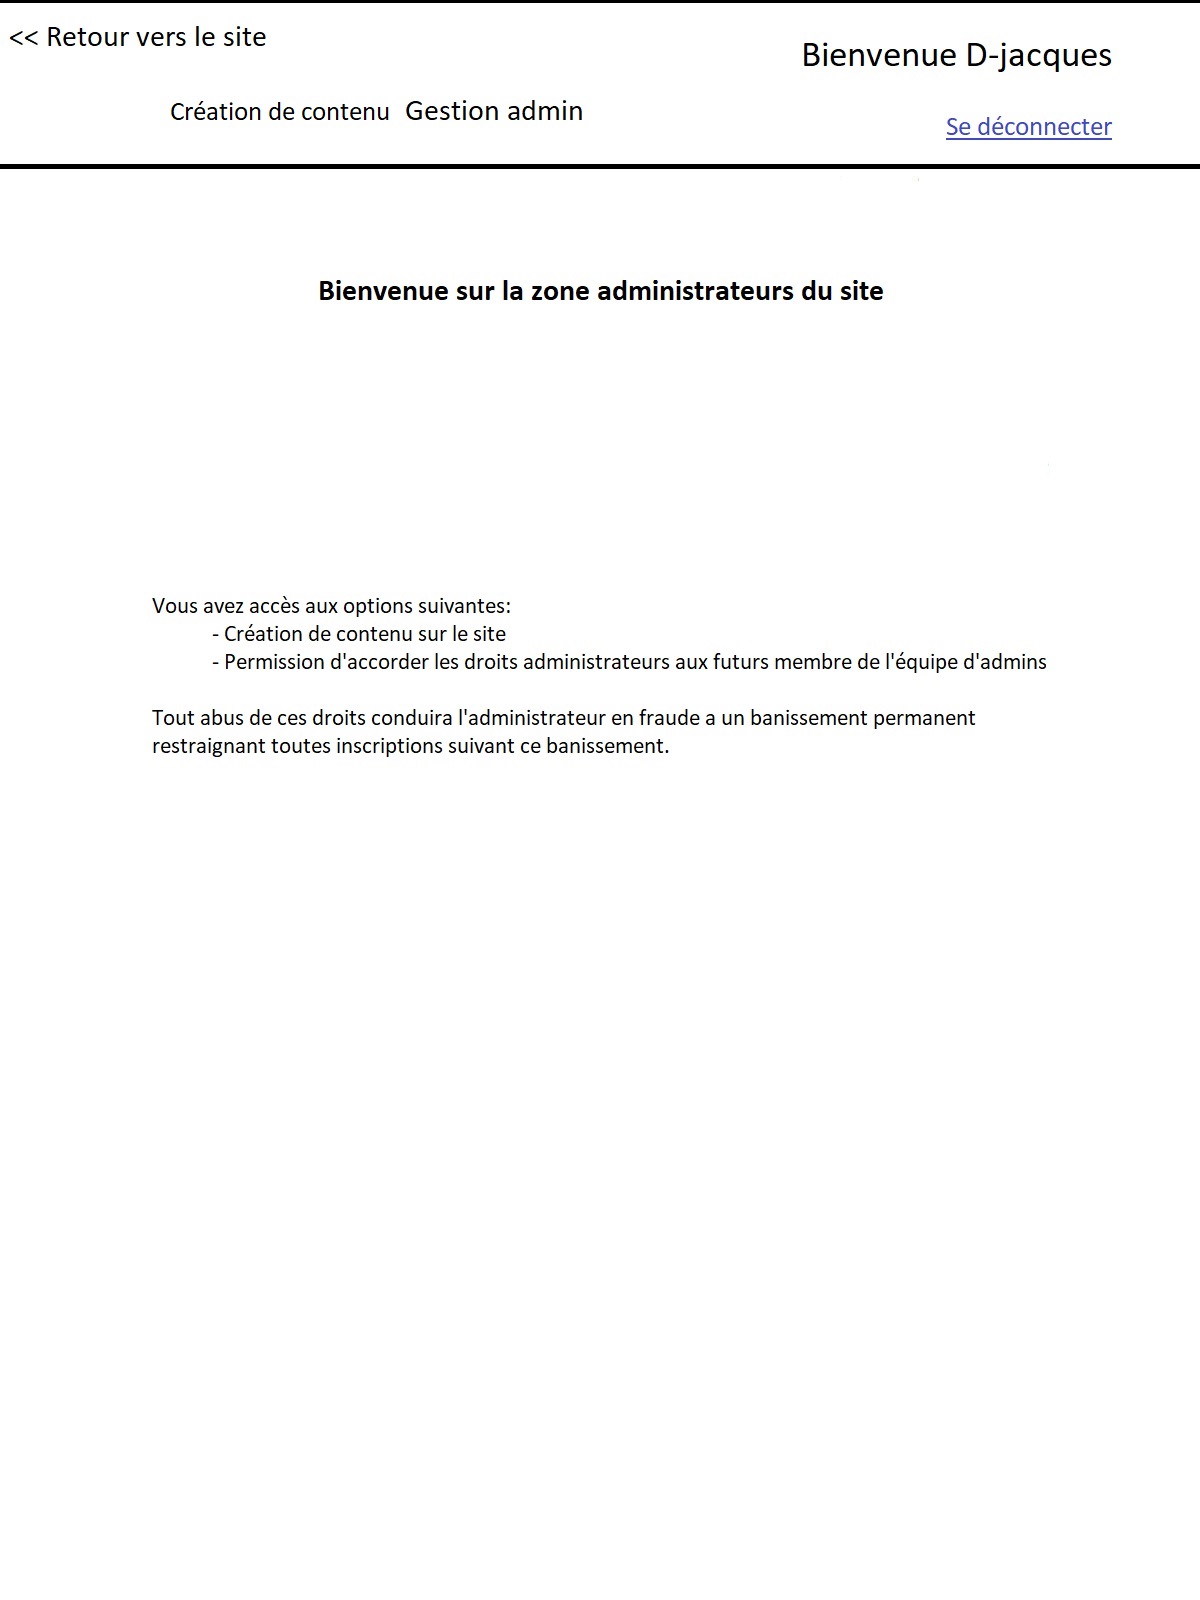 << Retour vers le site
Bienvenue D-jacques
Création de contenu Gestion admin
Se déconnecter
Bienvenue sur la zone administrateurs du site
Vous avez accès aux options suivantes:
- Création de contenu sur le site
- Permission d'accorder les droits administrateurs aux futurs membre de l'équipe d'admins
Tout abus de ces droits conduira l'administrateur en fraude a un banissement permanent
restraignant toutes inscriptions suivant ce banissement.